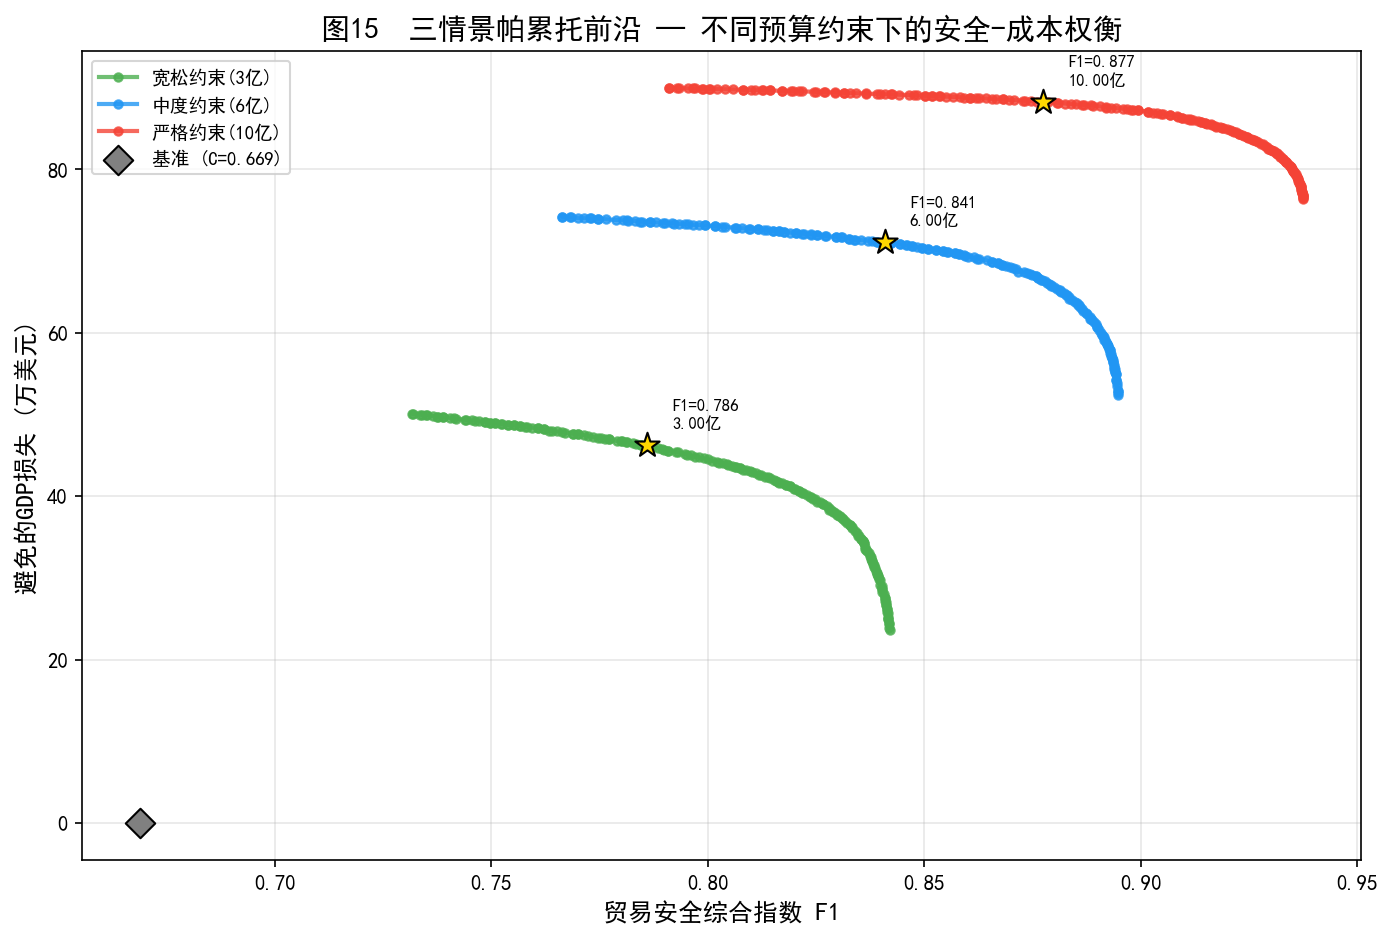 图15  三情景帕累托前沿 — 不同预算约束下的安全-成本权衡
宽松约束(3亿)
中度约束(6亿)
严格约束(10亿)
基准 (C=0.669)
F1=0.877
10.00亿
F1=0.841
6.00亿
F1=0.786
3.00亿
避免的GDP损失 (万美元)
80
60
40
20
0
0.70
0.75
0.80
0.85
0.90
0.95
贸易安全综合指数 F1